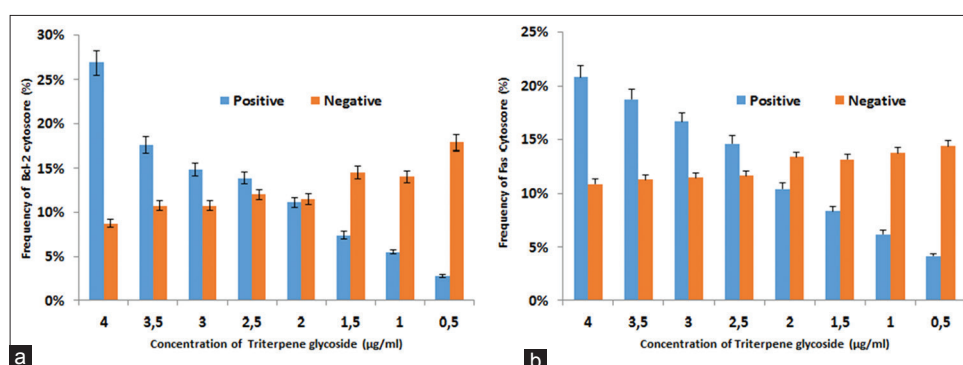 30%
25%
20%
15%
10%
5%
0%
Frequency of Bcl-2 cytoscore (%)
Positive Negative
4 3,5 3 2,5 2 1,5 1 0,5
Concentration of Triterpene glycoside (µg/ml)
a
25%
20%
15%
10%
5%
0%
Frequency of Fas Cytoscore (%)
Positive Negative
4 3,5 3 2,5 2 1,5 1 0,5
Concentration of Triterpene glycoside (µg/ml)
b